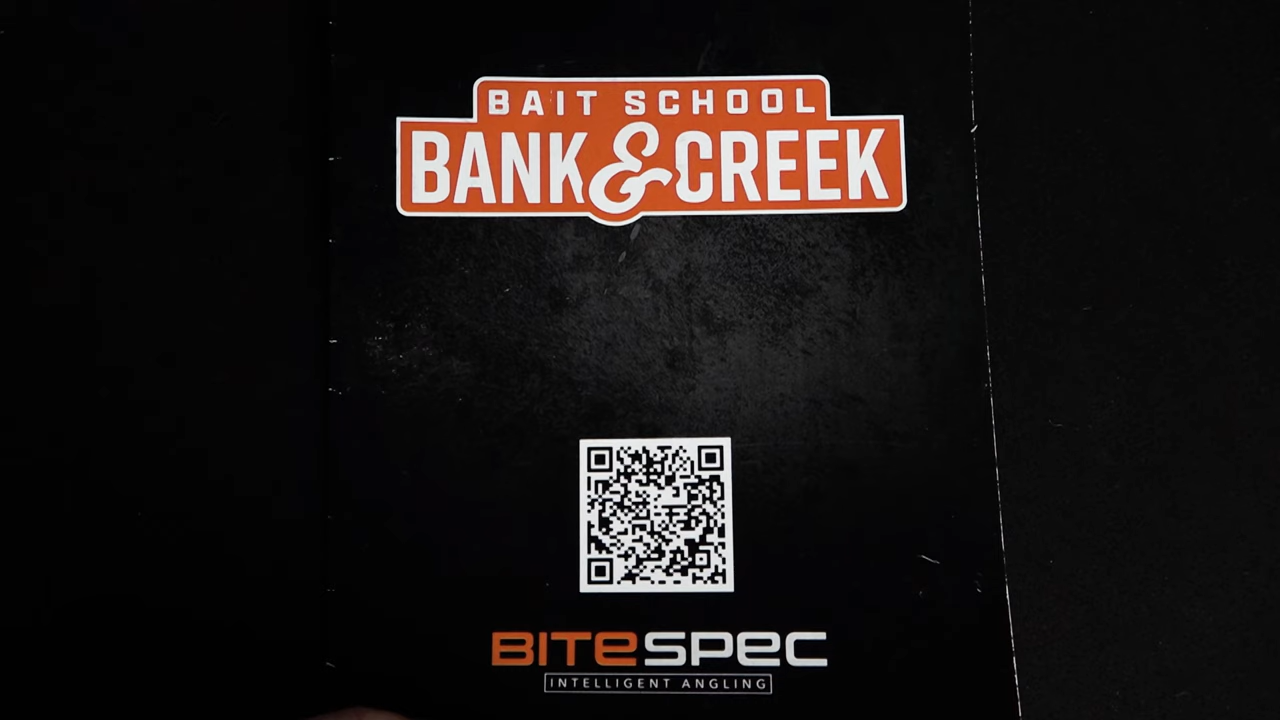 BAIT SCHOOL
BANK & CREEK
BITESPEC
INTELLIGENT ANGLING